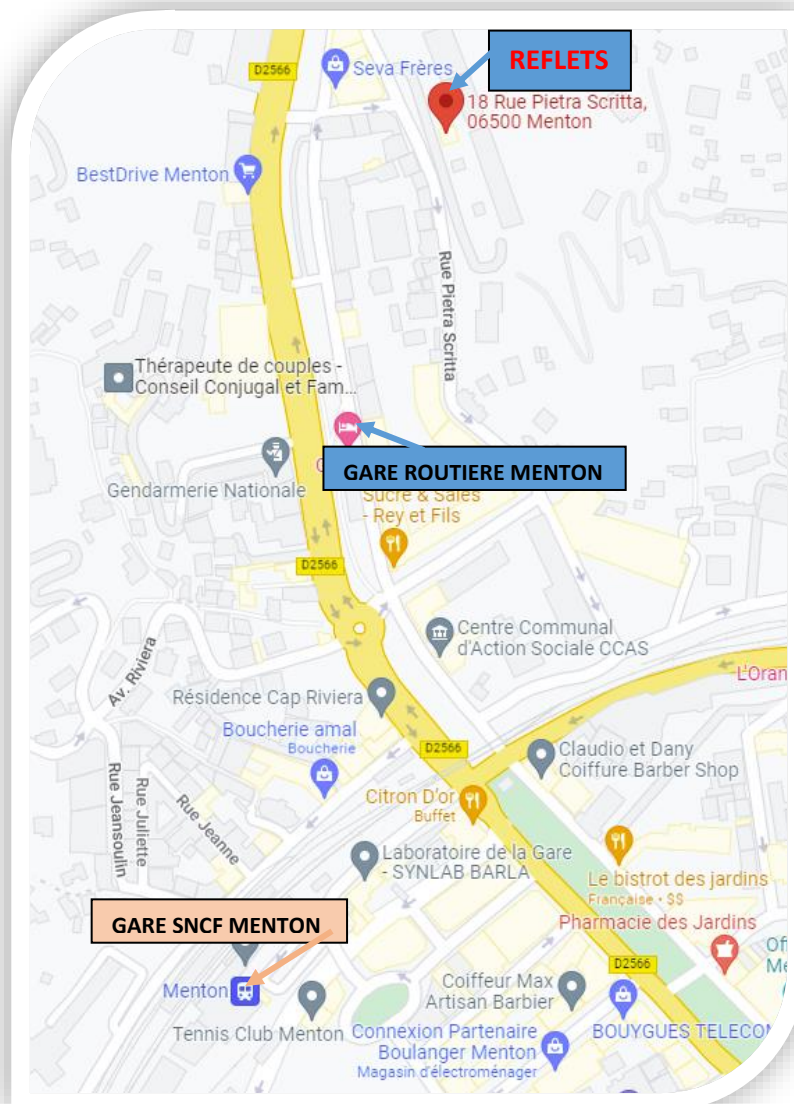 D2566
Seva Frères
REFLETS
18 Rue Pietra Scritta,
06500 Menton
BestDrive Menton
Rue Pietra Scritta
Thérapeute de couples -
Conseil Conjugal et Fam...
GARE ROUTIERE MENTON
Gendarmerie Nationale
Sucre & Salés
- Rey et Fils
D2566
Centre Communal
d'Action Sociale CCAS
Av. Riviera
L'Oran
Résidence Cap Riviera
Boucherie amal
Boucherie
D2566
Claudio et Dany
Coiffure Barber Shop
Rue Jeansoulin
Rue Juliette
Rue Jeanne
Citron D'or
Buffet
Laboratoire de la Gare
- SYNLAB BARLA
Le bistrot des jardins
Française • $$
GARE SNCF MENTON
Pharmacie des Jardins
Off
Me
D2566
Menton
Coiffeur Max
Artisan Barbier
Tennis Club Menton
Connexion Partenaire
Boulanger Menton
Magasin d'électroménager
BOUYGUES TELECOM